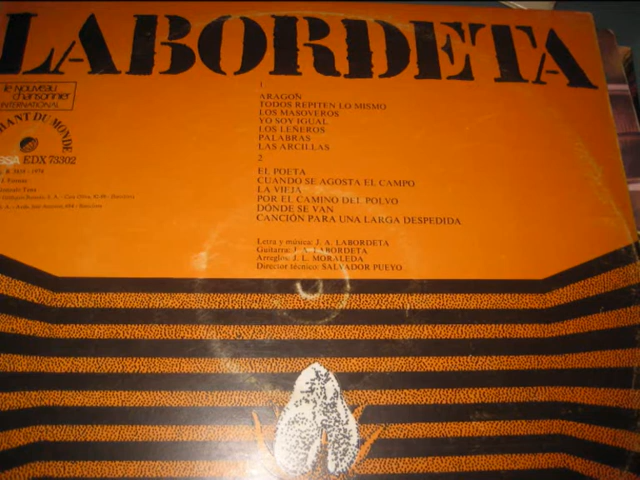 LABORDETA
le nouveau
chansonnier
INTERNATIONAL
CHANT DU MONDE
EDX 73302
1
ARAGON
TODOS REPITEN LO MISMO
LOS MASOVEROS
YO SOY IGUAL
LOS LEÑEROS
PALABRAS
LAS ARCILLAS
2
EL POETA
CUANDO SE AGOSTA EL CAMPO
LA VIEJA
POR EL CAMINO DEL POLVO
DÓNDE SE VAN
CANCIÓN PARA UNA LARGA DESPEDIDA
Letra y música: J. A. LABORDETA
Guitarra: J. A. LABORDETA
Arreglos: J. L. MORALEDA
Director técnico: SALVADOR PUEYO